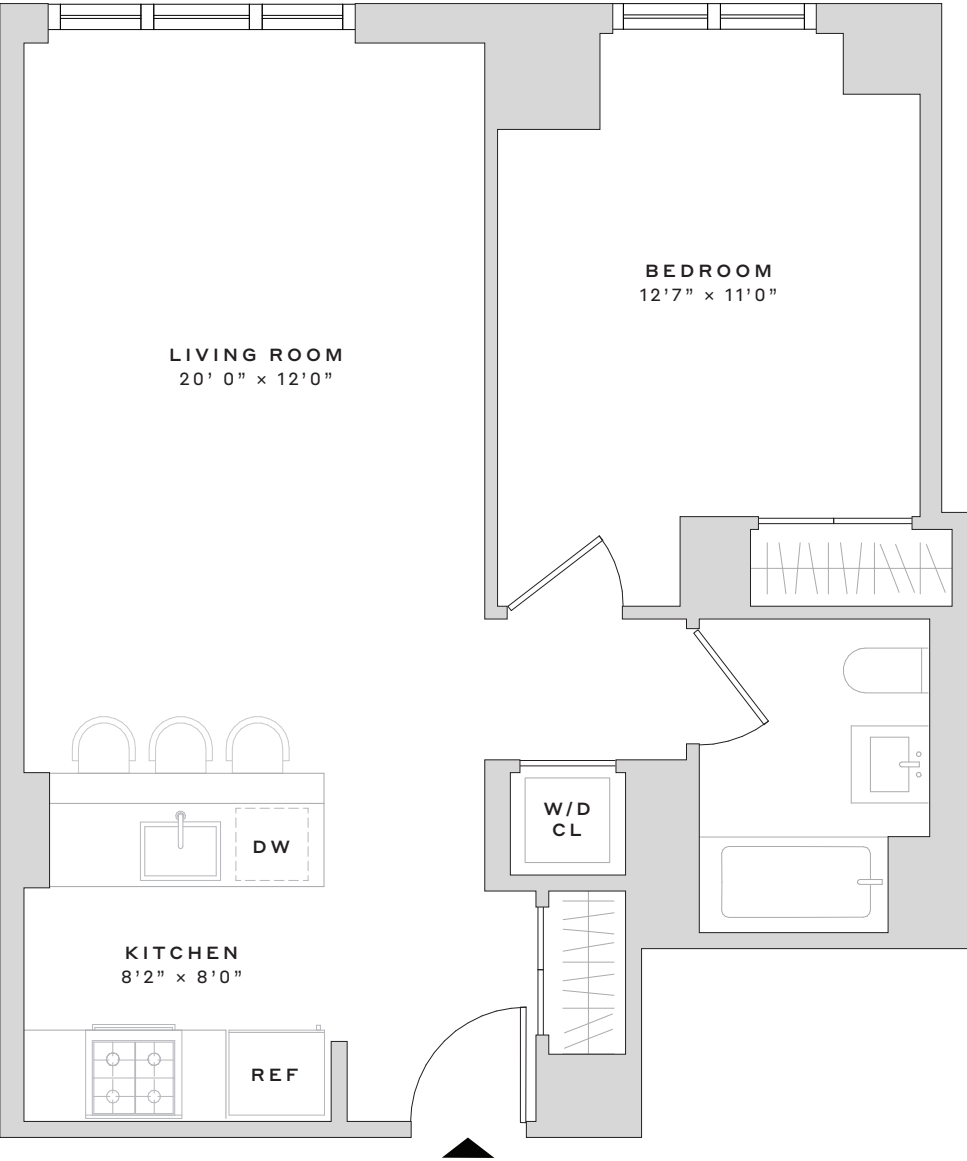 BEDROOM
12’7” × 11’0”
LIVING ROOM
20’ 0” × 12’0”
W/D
CL
DW
KITCHEN
8’2” × 8’0”
REF